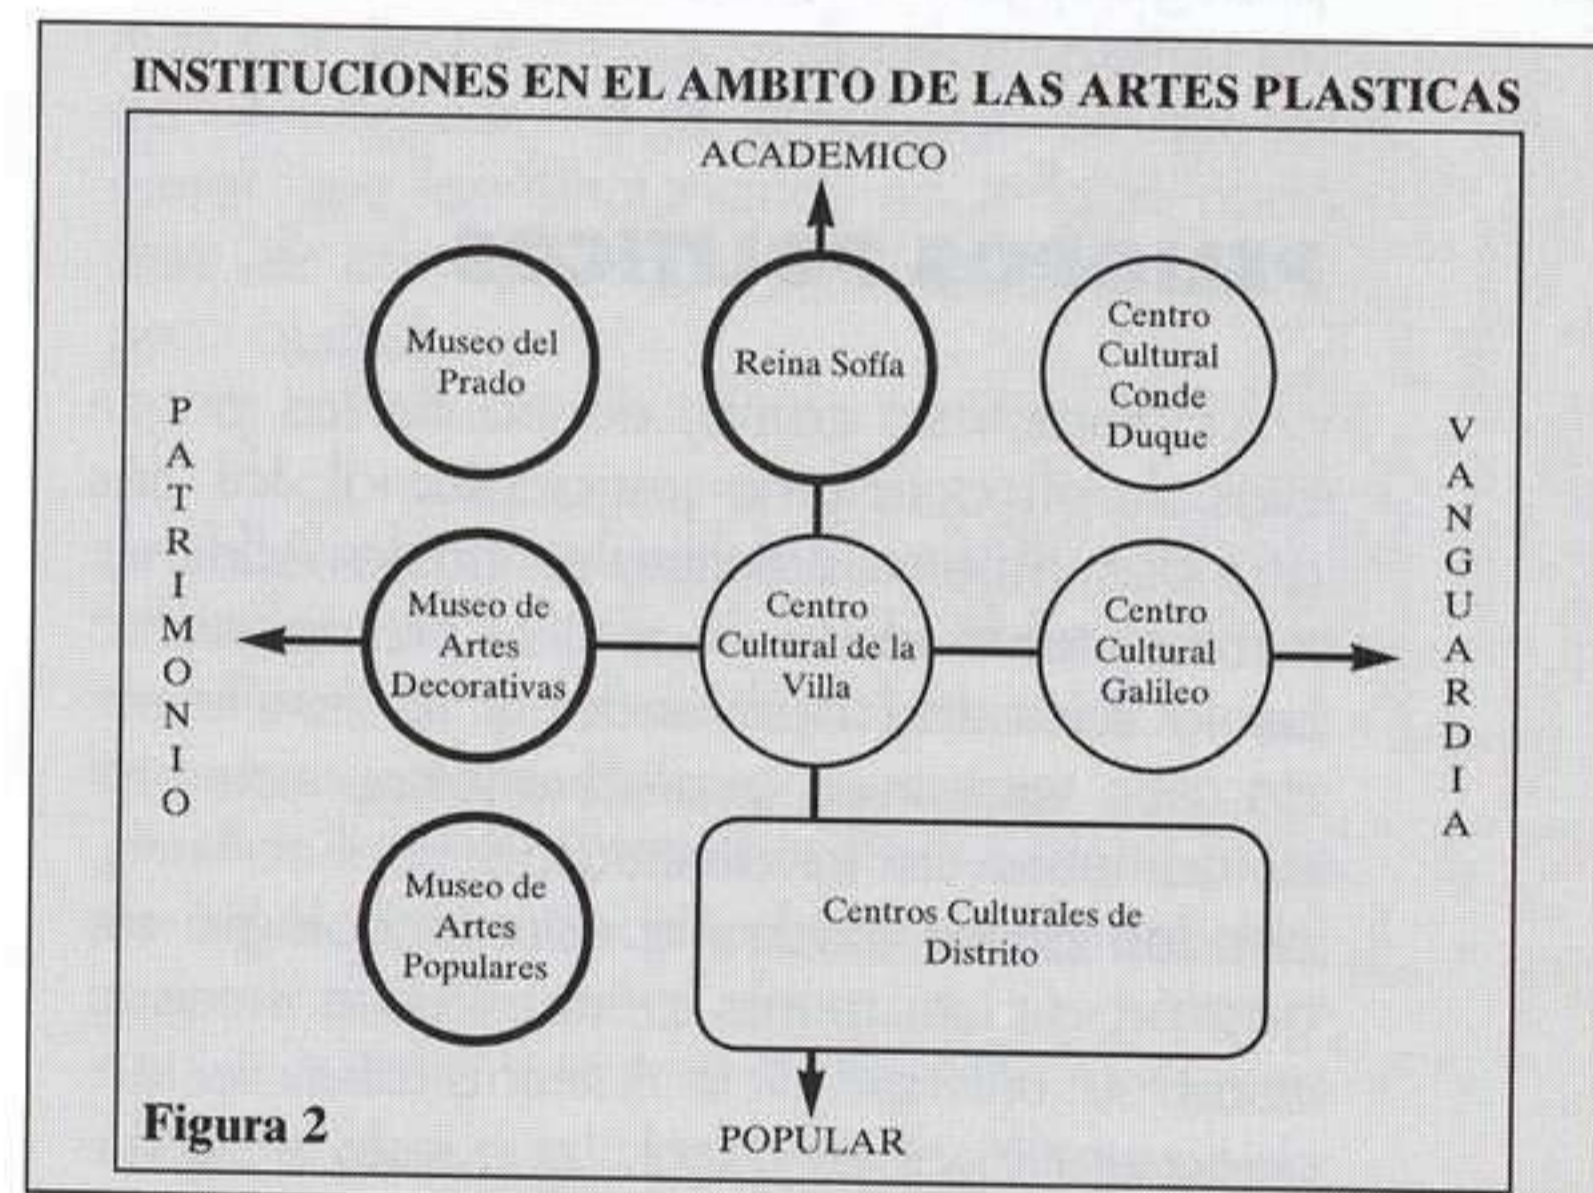 INSTITUCIONES EN EL AMBITO DE LAS ARTES PLASTICAS
ACADEMICO
Museo del
Prado
Reina Soffa
Centro
Cultural
Conde
Duque
PATRIMONIO
Museo de
Artes
Decorativas
Centro
Cultural de la
Villa
Centro
Cultural
Galileo
VANGUARDIA
Museo de
Artes
Populares
Centros Culturales de
Distrito
POPULAR
Figura 2